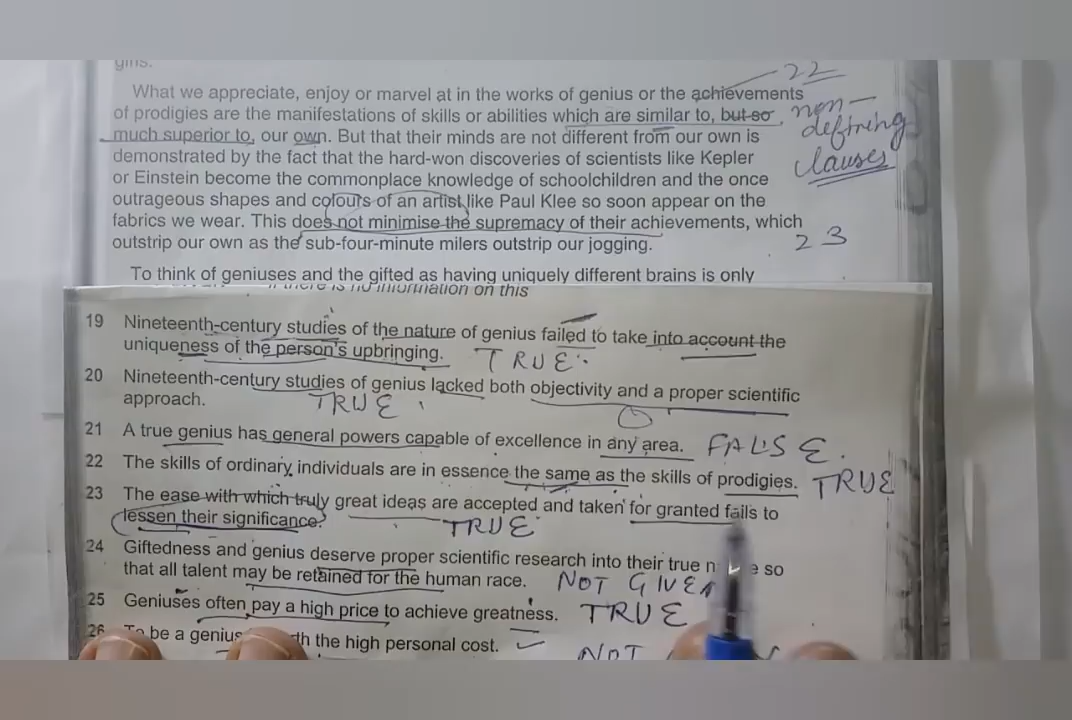 gifts.
22
What we appreciate, enjoy or marvel at in the works of genius or the achievements
of prodigies are the manifestations of skills or abilities which are similar to, but so
much superior to, our own. But that their minds are not different from our own is
non-
defining
clauses
demonstrated by the fact that the hard-won discoveries of scientists like Kepler
or Einstein become the commonplace knowledge of schoolchildren and the once
outrageous shapes and colours of an artist like Paul Klee so soon appear on the
fabrics we wear. This does not minimise the supremacy of their achievements, which
outstrip our own as the sub-four-minute milers outstrip our jogging.
23
To think of geniuses and the gifted as having uniquely different brains is only
if there is no information on this
19 Nineteenth-century studies of the nature of genius failed to take into account the
uniqueness of the person's upbringing. TRUE
20 Nineteenth-century studies of genius lacked both objectivity and a proper scientific
approach. TRUE
21 A true genius has general powers capable of excellence in any area. FALSE.
22 The skills of ordinary individuals are in essence the same as the skills of prodigies. TRUE
23 The ease with which truly great ideas are accepted and taken for granted fails to
lessen their significance. TRUE
24 Giftedness and genius deserve proper scientific research into their true n e so
that all talent may be retained for the human race. NOT GIVEN
25 Geniuses often pay a high price to achieve greatness. TRUE
26 To be a genius the high personal cost.
NOT